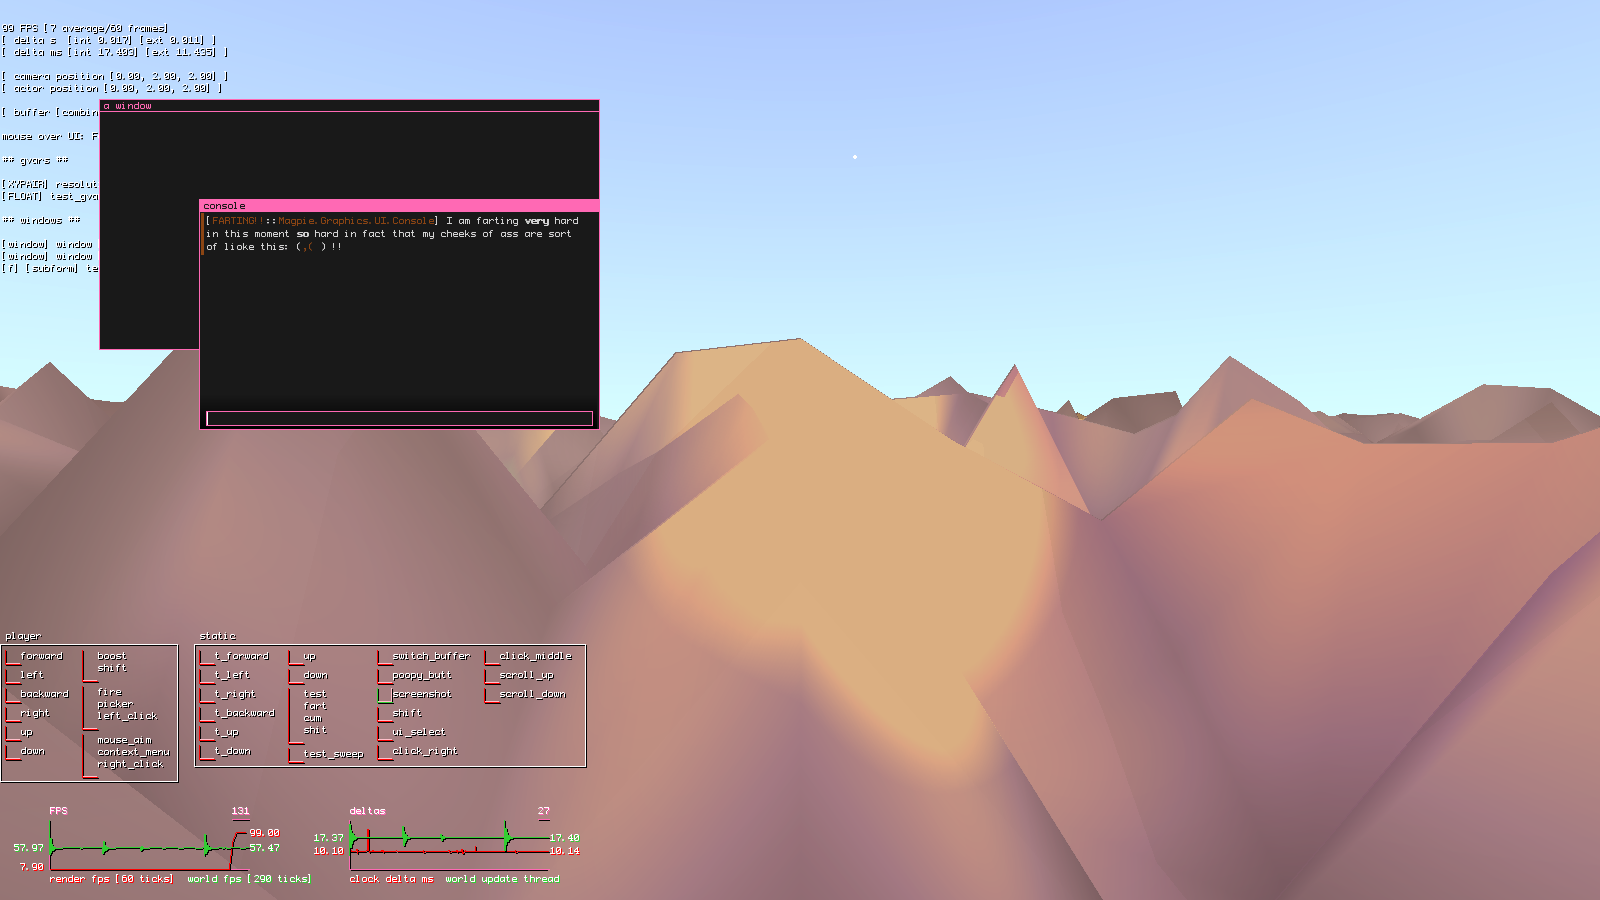 99 FPS [7 average/60 frames]
[ delta s  [int 0.017] [ext 0.011] ]
[ delta ms [int 17.403] [ext 11.435] ]
[ camera position [0.00, 2.00, 2.00] ]
[ actor position [0.00, 2.00, 2.00] ]
[ buffer [combin
mouse over UI: F
** gvars **
[XYPAIR] resolut
[FLOAT] test_gva
** windows **
[window] window
[window] window
[f] [subform] te
a window
console
[FARTING!!::Magpie.Graphics.UI.Console] I am farting very hard
in this moment so hard in fact that my cheeks of ass are sort
of lioke this: (,( ) !!
player
forward
left
backward
right
up
down
boost
shift
fire
picker
left_click
mouse_aim
context_menu
right_click
static
t_forward
t_left
t_right
t_backward
t_up
t_down
up
down
test
fart
cum
shit
test_sweep
switch_buffer
poopy_butt
screenshot
shift
ui_select
click_right
click_middle
scroll_up
scroll_down
FPS 131
99.00
57.97 57.47
7.90
render fps [60 ticks] world fps [290 ticks]
deltas 27
17.37 17.40
10.10 10.14
clock delta ms world update thread